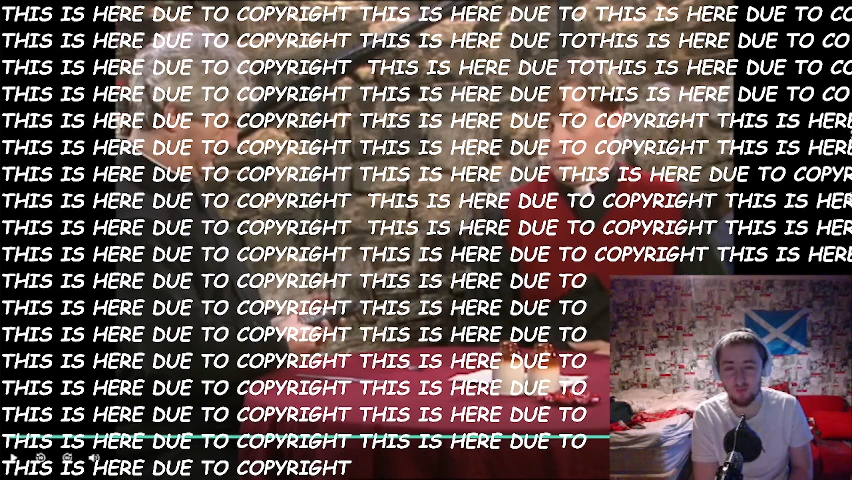 THIS IS HERE DUE TO COPYRIGHT THIS IS HERE DUE TO THIS IS HERE DUE TO CO
THIS IS HERE DUE TO COPYRIGHT THIS IS HERE DUE TOTHIS IS HERE DUE TO CO
THIS IS HERE DUE TO COPYRIGHT THIS IS HERE DUE TOTHIS IS HERE DUE TO CO
THIS IS HERE DUE TO COPYRIGHT THIS IS HERE DUE TOTHIS IS HERE DUE TO CO
THIS IS HERE DUE TO COPYRIGHT THIS IS HERE DUE TO COPYRIGHT THIS IS HERE
THIS IS HERE DUE TO COPYRIGHT THIS IS HERE DUE TO COPYRIGHT THIS IS HERE
THIS IS HERE DUE TO COPYRIGHT THIS IS HERE DUE THIS IS HERE DUE TO COPYR
THIS IS HERE DUE TO COPYRIGHT THIS IS HERE DUE TO COPYRIGHT THIS IS HER
THIS IS HERE DUE TO COPYRIGHT THIS IS HERE DUE TO COPYRIGHT THIS IS HER
THIS IS HERE DUE TO COPYRIGHT THIS IS HERE DUE TO COPYRIGHT THIS IS HERE
THIS IS HERE DUE TO COPYRIGHT THIS IS HERE DUE TO
THIS IS HERE DUE TO COPYRIGHT THIS IS HERE DUE TO
THIS IS HERE DUE TO COPYRIGHT THIS IS HERE DUE TO
THIS IS HERE DUE TO COPYRIGHT THIS IS HERE DUE TO
THIS IS HERE DUE TO COPYRIGHT THIS IS HERE DUE TO
THIS IS HERE DUE TO COPYRIGHT THIS IS HERE DUE TO
THIS IS HERE DUE TO COPYRIGHT THIS IS HERE DUE TO
THIS IS HERE DUE TO COPYRIGHT